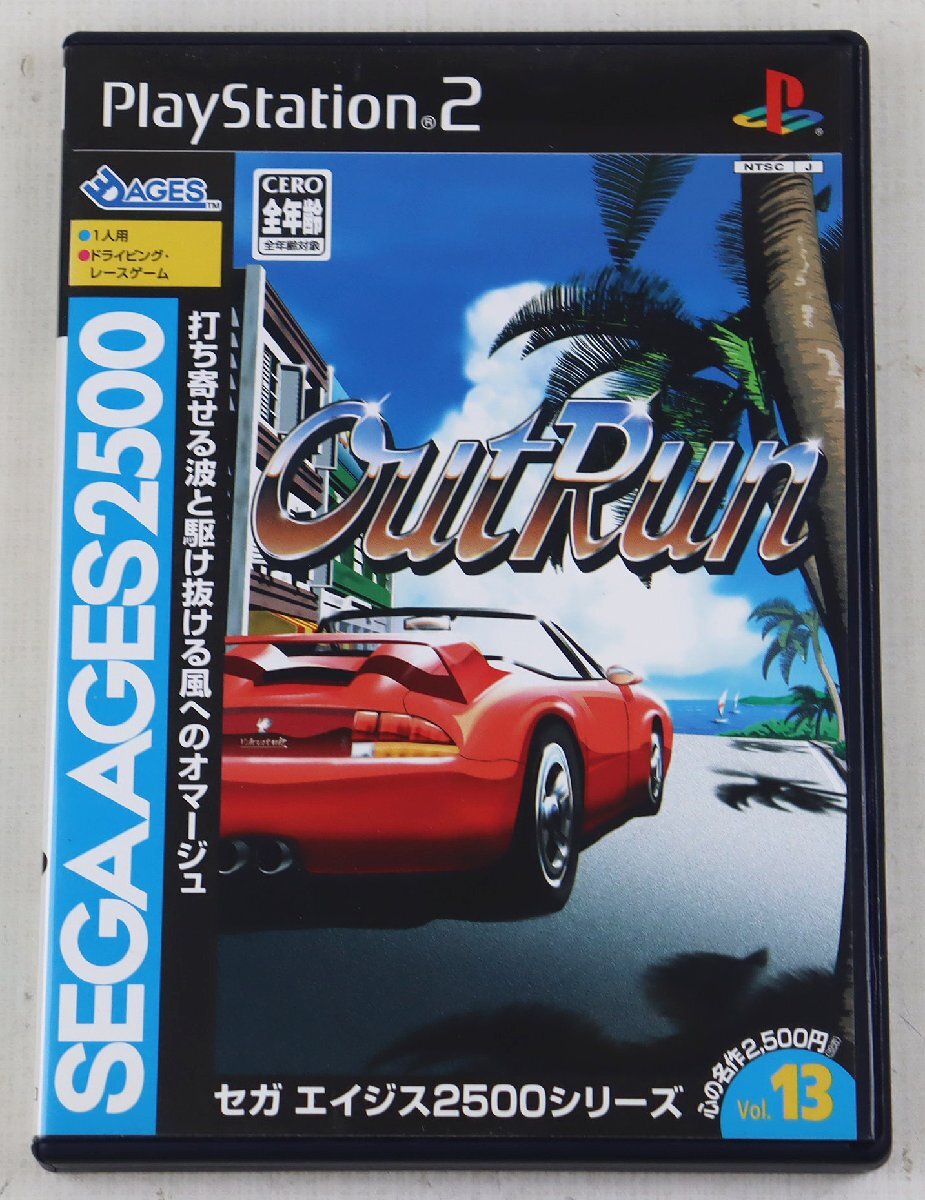 PlayStation®2
NTSC J
AGES™
●1人用
●ドライビング・
レースゲーム
CERO
全年齢
全年齢対象
SEGA AGES 2500
打ち寄せる波と駆け抜ける風へのオマージュ
OutRun
セガ エイジス2500シリーズ
心の名作2,500円
Vol. 13